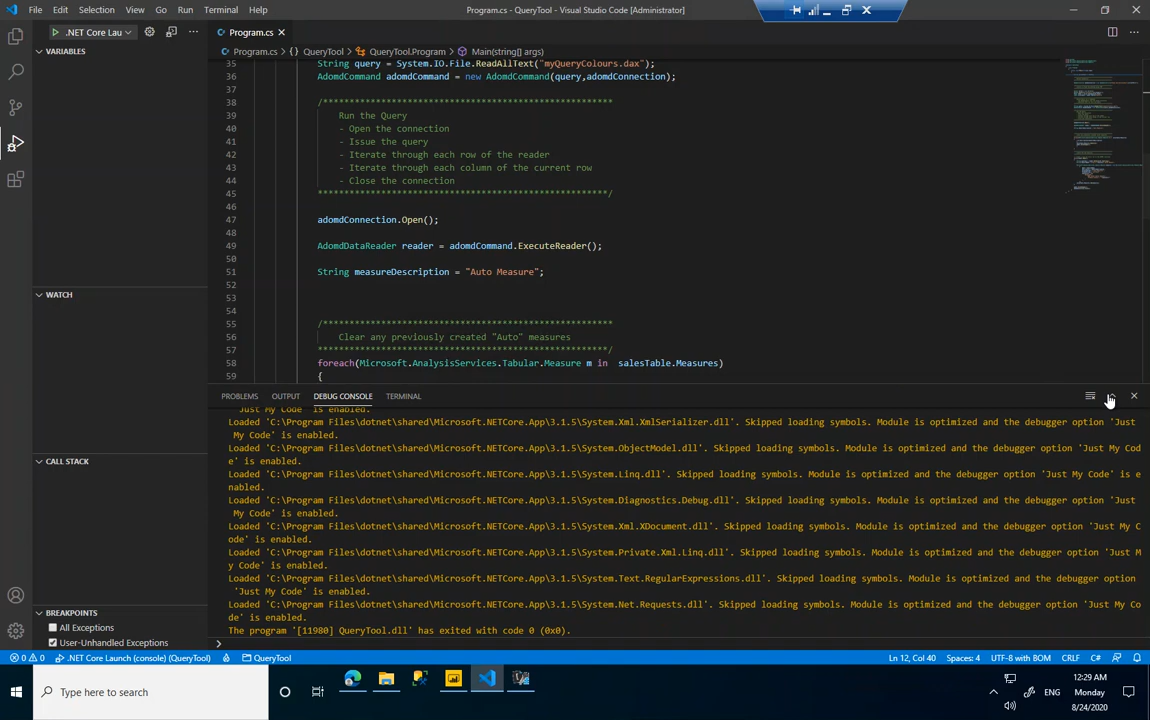 File Edit Selection View Go Run Terminal Help
Program.cs - QueryTool - Visual Studio Code [Administrator]
.NET Core Lau
Program.cs
Program.cs > { } QueryTool > QueryTool.Program > Main(string[] args)
VARIABLES
35 String query = System.IO.File.ReadAllText("myQueryColours.dax");
36 AdomdCommand adomdCommand = new AdomdCommand(query,adomdConnection);
37
38 /*******************************************************
39 Run the Query
40 - Open the connection
41 - Issue the query
42 - Iterate through each row of the reader
43 - Iterate through each column of the current row
44 - Close the connection
45 *******************************************************/
46
47 adomdConnection.Open();
48
49 AdomdDataReader reader = adomdCommand.ExecuteReader();
50
51 String measureDescription = "Auto Measure";
52
53
54
55 /*******************************************************
56 Clear any previously created "Auto" measures
57 *******************************************************/
58 foreach(Microsoft.AnalysisServices.Tabular.Measure m in salesTable.Measures)
59 {
WATCH
CALL STACK
BREAKPOINTS
All Exceptions
User-Unhandled Exceptions
PROBLEMS OUTPUT DEBUG CONSOLE TERMINAL
'Just My Code' is enabled.
Loaded 'C:\Program Files\dotnet\shared\Microsoft.NETCore.App\3.1.5\System.Xml.XmlSerializer.dll'. Skipped loading symbols. Module is optimized and the debugger option 'Just
My Code' is enabled.
Loaded 'C:\Program Files\dotnet\shared\Microsoft.NETCore.App\3.1.5\System.ObjectModel.dll'. Skipped loading symbols. Module is optimized and the debugger option 'Just My Cod
e' is enabled.
Loaded 'C:\Program Files\dotnet\shared\Microsoft.NETCore.App\3.1.5\System.Linq.dll'. Skipped loading symbols. Module is optimized and the debugger option 'Just My Code' is e
nabled.
Loaded 'C:\Program Files\dotnet\shared\Microsoft.NETCore.App\3.1.5\System.Diagnostics.Debug.dll'. Skipped loading symbols. Module is optimized and the debugger option 'Just
My Code' is enabled.
Loaded 'C:\Program Files\dotnet\shared\Microsoft.NETCore.App\3.1.5\System.Xml.XDocument.dll'. Skipped loading symbols. Module is optimized and the debugger option 'Just My C
ode' is enabled.
Loaded 'C:\Program Files\dotnet\shared\Microsoft.NETCore.App\3.1.5\System.Private.Xml.Linq.dll'. Skipped loading symbols. Module is optimized and the debugger option 'Just M
y Code' is enabled.
Loaded 'C:\Program Files\dotnet\shared\Microsoft.NETCore.App\3.1.5\System.Text.RegularExpressions.dll'. Skipped loading symbols. Module is optimized and the debugger option
'Just My Code' is enabled.
Loaded 'C:\Program Files\dotnet\shared\Microsoft.NETCore.App\3.1.5\System.Net.Requests.dll'. Skipped loading symbols. Module is optimized and the debugger option 'Just My Co
de' is enabled.
The program '[11980] QueryTool.dll' has exited with code 0 (0x0).
0 0 .NET Core Launch (console) (QueryTool) QueryTool
Ln 12, Col 40 Spaces: 4 UTF-8 with BOM CRLF C#
Type here to search
ENG
12:29 AM
Monday
8/24/2020